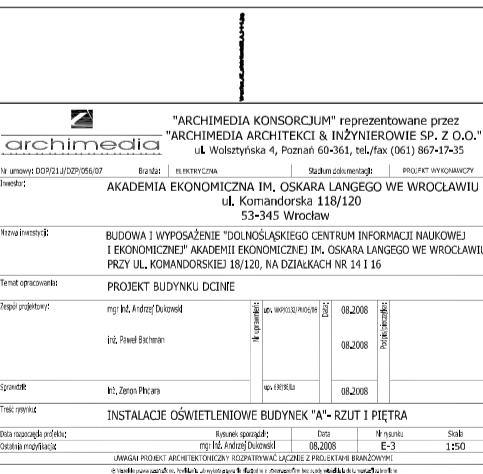 "ARCHIMEDIA KONSORCJUM" reprezentowane przez
"ARCHIMEDIA ARCHITEKCI & INŻYNIEROWIE SP. Z O.O."
ul. Wolsztyńska 4, Poznań 60-361, tel./fax (061) 867-17-35
archimedia
Nr umowy: DOP/21J/DZP/056/07 Branża: ELEKTRYCZNA Stadium dokumentacji: PROJEKT WYKONAWCZY
Inwestor: AKADEMIA EKONOMICZNA IM. OSKARA LANGEGO WE WROCŁAWIU
ul. Komandorska 118/120
53-345 Wrocław
Nazwa inwestycji: BUDOWA I WYPOSAŻENIE "DOLNOŚLĄSKIEGO CENTRUM INFORMACJI NAUKOWEJ
I EKONOMICZNEJ" AKADEMII EKONOMICZNEJ IM. OSKARA LANGEGO WE WROCŁAWIU
PRZY UL. KOMANDORSKIEJ 18/120, NA DZIAŁKACH NR 14 I 16
Temat opracowania: PROJEKT BUDYNKU DCINIE
Zespół projektowy: mgr inż. Andrzej Dukowski Nr uprawnień: Data: 08.2008 Podpis/pieczątka:
inż. Paweł Bachman 08.2008
Sprawdził: inż. Zenon Pindara 08.2008
Treść rysunku: INSTALACJE OŚWIETLENIOWE BUDYNEK "A"- RZUT I PIĘTRA
Data rozpoczęcia projektu: Rysunek sporządził: Data Nr rysunku Skala
Ostatnia modyfikacja: mgr inż. Andrzej Dukowski 08.2008 E-3 1:50
UWAGA! PROJEKT ARCHITEKTONICZNY ROZPATRYWAĆ ŁĄCZNIE Z PROJEKTAMI BRANŻOWYMI